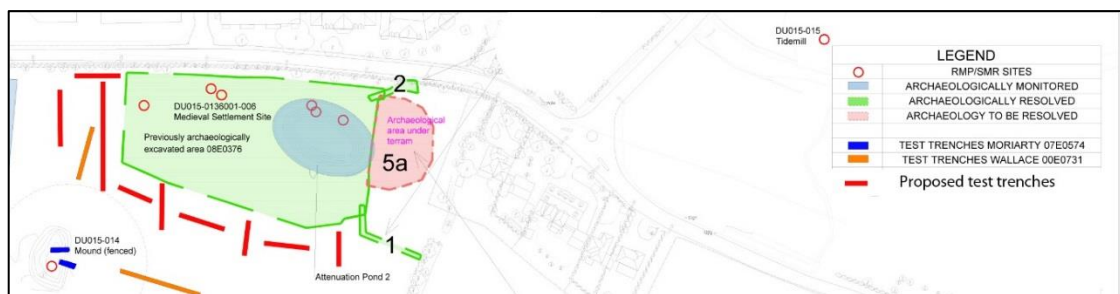 DU015-015
Tidemill
LEGEND
RMP/SMR SITES
ARCHAEOLOGICALLY MONITORED
ARCHAEOLOGICALLY RESOLVED
ARCHAEOLOGY TO BE RESOLVED
TEST TRENCHES MORIARTY 07E0574
TEST TRENCHES WALLACE 00E0731
Proposed test trenches
2
DU015-0136001-006
Medieval Settlement Site
Previously archaeologically
excavated area 08E0376
Archaeological
area under
terram
5a
1
DU015-014
Mound (fenced)
Attenuation Pond 2